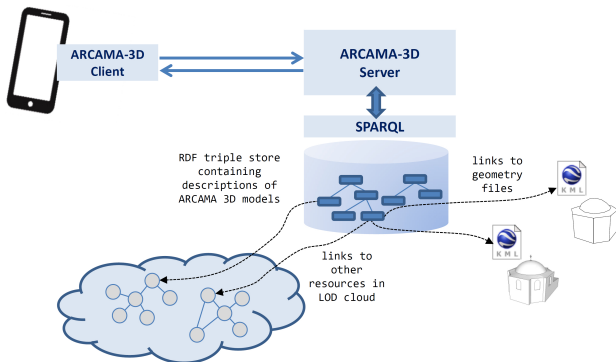 ARCAMA-3D
Client
ARCAMA-3D
Server
SPARQL
RDF triple store
containing
descriptions of
ARCAMA 3D models
links to
geometry
files
KML
KML
links to
other
resources in
LOD cloud